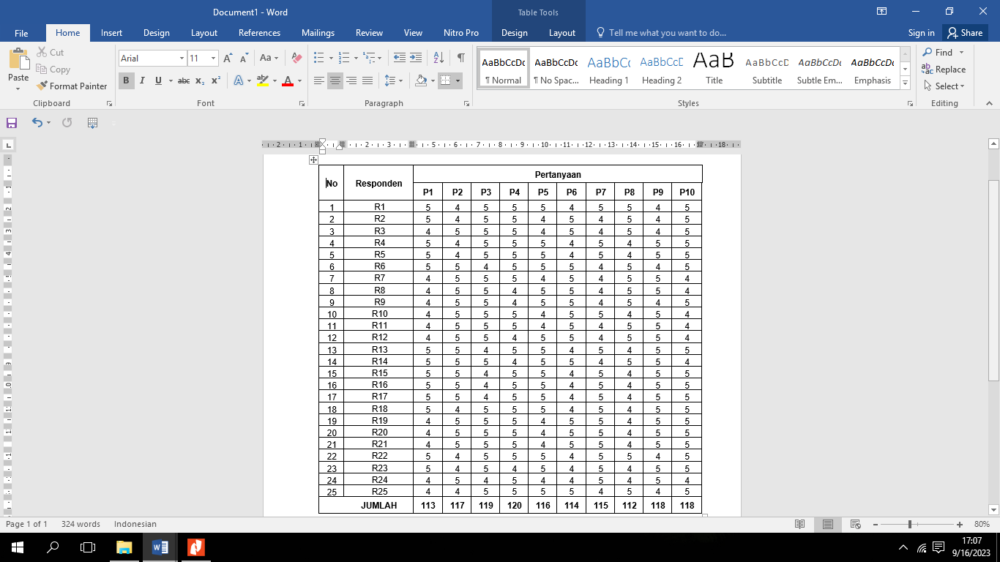 Document1 - Word
Table Tools
File Home Insert Design Layout References Mailings Review View Nitro Pro Design Layout Tell me what you want to do... Sign in Share
Paste
Cut
Copy
Format Painter
Clipboard
Arial 11
B I U abc x₂ x²
Font
Paragraph
AaBbCcDc AaBbCcDc AaBbCc AaBbCcD AaB AaBbCcD AaBbCcDc AaBbCcDc
¶ Normal ¶ No Spac... Heading 1 Heading 2 Title Subtitle Subtle Em... Emphasis
Styles
Find
Replace
Select
Editing
2 1 1 2 3 5 6 7 8 9 10 11 12 13 14 15 16 18
No Responden Pertanyaan
P1 P2 P3 P4 P5 P6 P7 P8 P9 P10
1 R1 5 4 5 5 5 4 5 5 4 5
2 R2 5 4 5 5 4 5 4 5 4 5
3 R3 4 5 5 5 4 5 4 5 4 5
4 R4 5 4 5 5 5 4 5 4 5 5
5 R5 5 4 5 5 5 4 5 4 5 5
6 R6 5 5 4 5 5 5 4 5 4 5
7 R7 4 5 5 5 4 5 4 5 5 4
8 R8 4 5 5 4 5 5 4 5 5 4
9 R9 4 5 5 4 5 5 4 5 4 5
10 R10 4 5 5 5 4 5 5 4 5 4
11 R11 4 5 5 5 4 5 4 5 5 4
12 R12 4 5 5 4 5 5 4 5 5 4
13 R13 5 5 4 5 5 4 5 4 5 5
14 R14 5 5 5 4 5 5 4 5 5 4
15 R15 5 5 4 5 5 4 5 4 5 5
16 R16 5 5 4 5 5 4 5 4 5 5
17 R17 5 5 4 5 5 4 5 4 5 5
18 R18 5 4 5 5 5 4 5 4 5 5
19 R19 4 5 5 5 4 5 5 4 5 5
20 R20 4 5 5 5 4 5 5 4 5 5
21 R21 4 5 5 5 4 5 5 4 5 5
22 R22 5 4 5 5 5 4 5 5 4 5
23 R23 5 4 5 4 5 4 5 4 5 5
24 R24 4 5 4 5 4 4 5 4 5 4
25 R25 4 4 5 5 5 5 4 5 4 5
JUMLAH 113 117 119 120 116 114 115 112 118 118
Page 1 of 1 324 words Indonesian 80%
17:07
9/16/2023